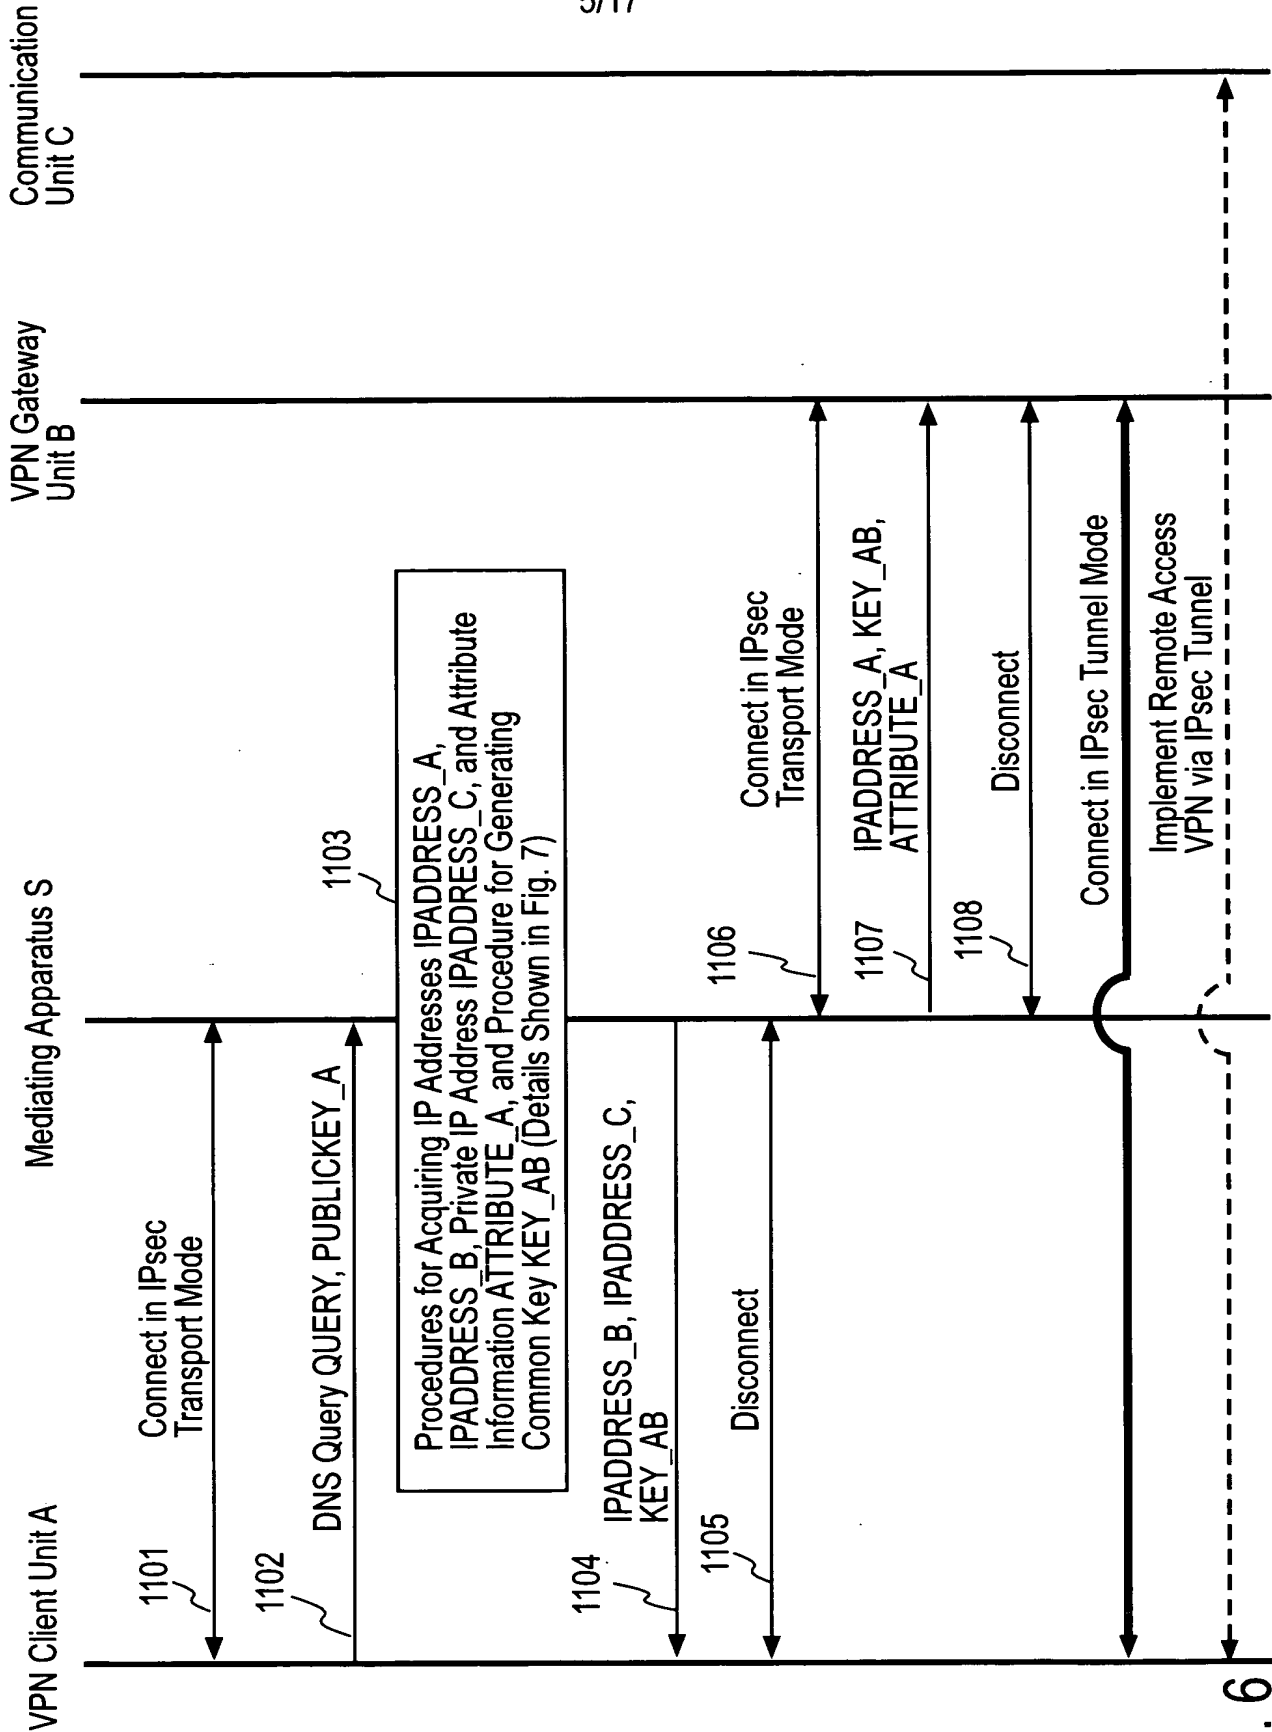 5/17
VPN Client Unit A
Mediating Apparatus S
VPN Gateway
Unit B
Communication
Unit C
1101
Connect in IPsec
Transport Mode
1102
DNS Query QUERY, PUBLICKEY_A
1103
Procedures for Acquiring IP Addresses IPADDRESS_A,
IPADDRESS_B, Private IP Address IPADDRESS_C, and Attribute
Information ATTRIBUTE_A, and Procedure for Generating
Common Key KEY_AB (Details Shown in Fig. 7)
1104
IPADDRESS_B, IPADDRESS_C,
KEY_AB
1105
Disconnect
1106
Connect in IPsec
Transport Mode
1107
IPADDRESS_A, KEY_AB,
ATTRIBUTE_A
1108
Disconnect
Connect in IPsec Tunnel Mode
Implement Remote Access
VPN via IPsec Tunnel
. 6